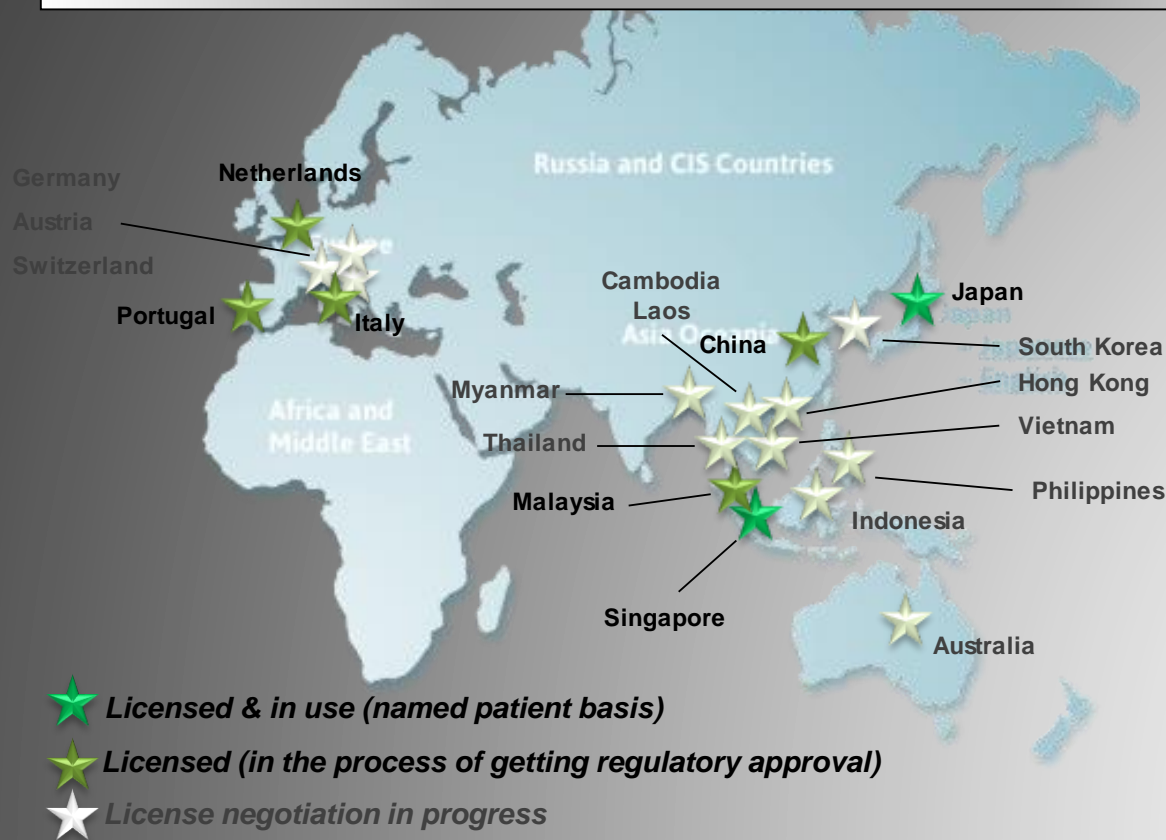 Netherlands
Germany
Austria
Switzerland
Russia and CIS Countries
Portugal
Italy
Cambodia
Laos
Japan
Asia Oceania
China
South Korea
Hong Kong
Myanmar
Africa and
Middle East
Thailand
Vietnam
Malaysia
Philippines
Indonesia
Singapore
Australia
Licensed & in use (named patient basis)
Licensed (in the process of getting regulatory approval)
License negotiation in progress